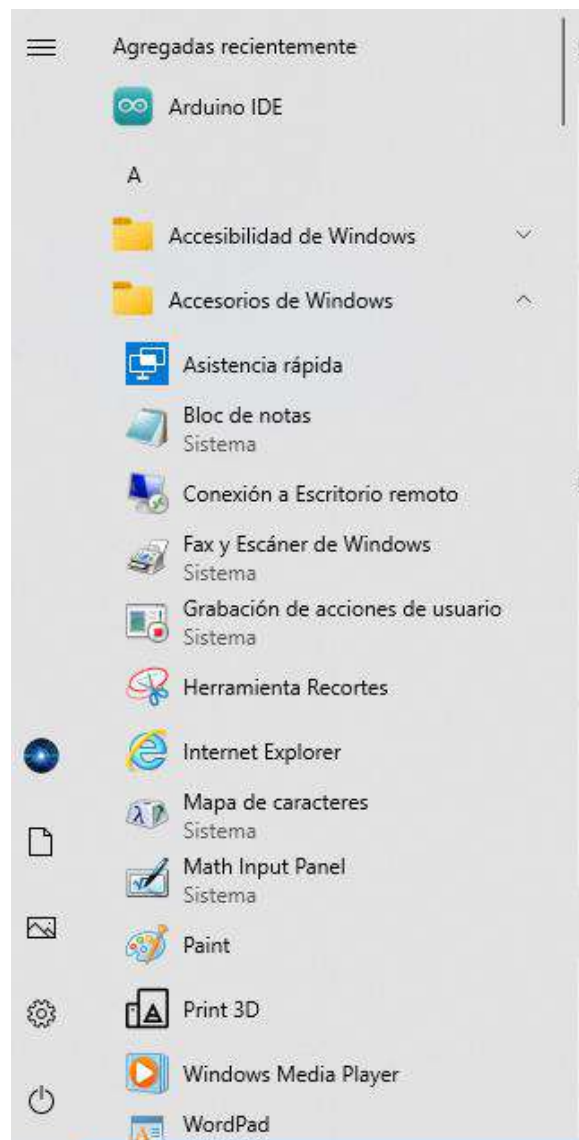 Agregadas recientemente
Arduino IDE
A
Accesibilidad de Windows
Accesorios de Windows
Asistencia rápida
Bloc de notas
Sistema
Conexión a Escritorio remoto
Fax y Escáner de Windows
Sistema
Grabación de acciones de usuario
Sistema
Herramienta Recortes
Internet Explorer
Mapa de caracteres
Sistema
Math Input Panel
Sistema
Paint
Print 3D
Windows Media Player
WordPad